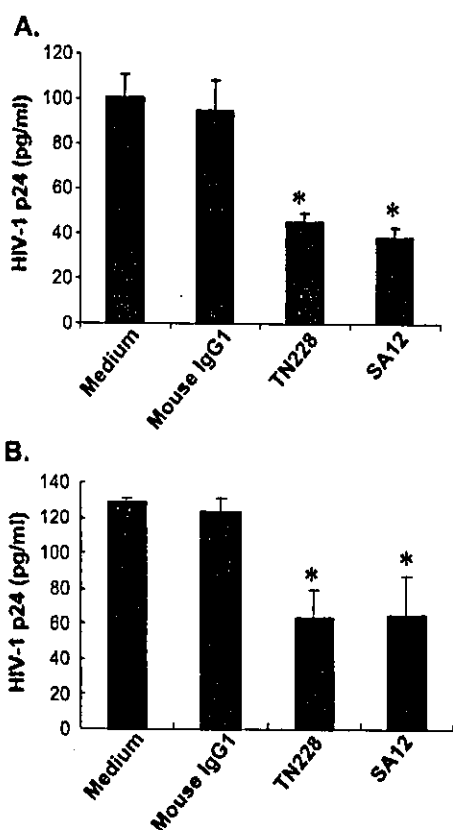 A.
HIV-1 p24 (pg/ml)
120
100
80
60
40
20
0
*
*
Medium
Mouse IgG1
TN228
SA12
B.
HIV-1 p24 (pg/ml)
140
120
100
80
60
40
20
0
*
*
Medium
Mouse IgG1
TN228
SA12